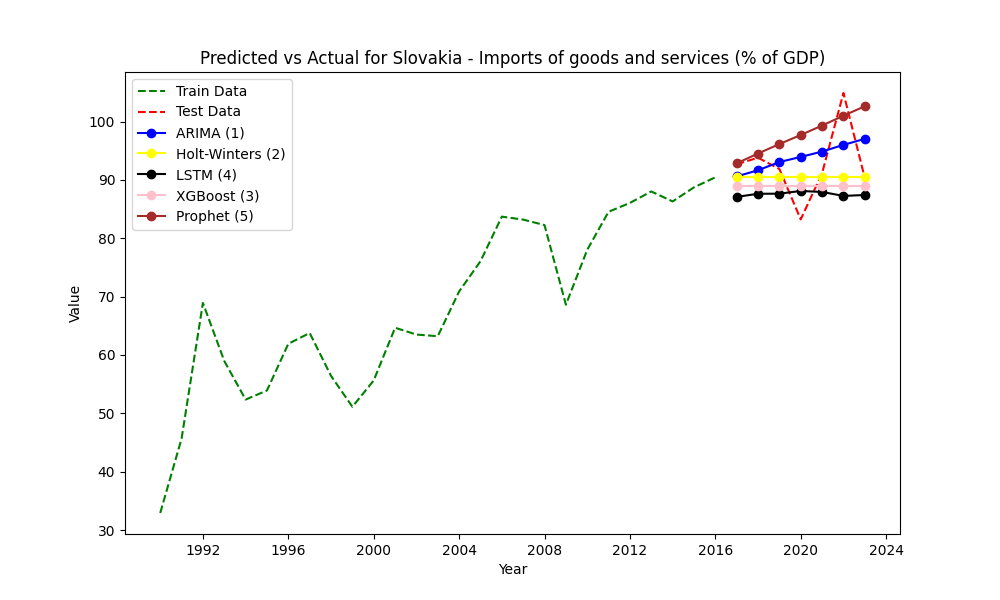 Predicted vs Actual for Slovakia - Imports of goods and services (% of GDP)
Train Data
Test Data
ARIMA (1)
Holt-Winters (2)
LSTM (4)
XGBoost (3)
Prophet (5)
Value
100
90
80
70
60
50
40
30
1992 1996 2000 2004 2008 2012 2016 2020 2024
Year